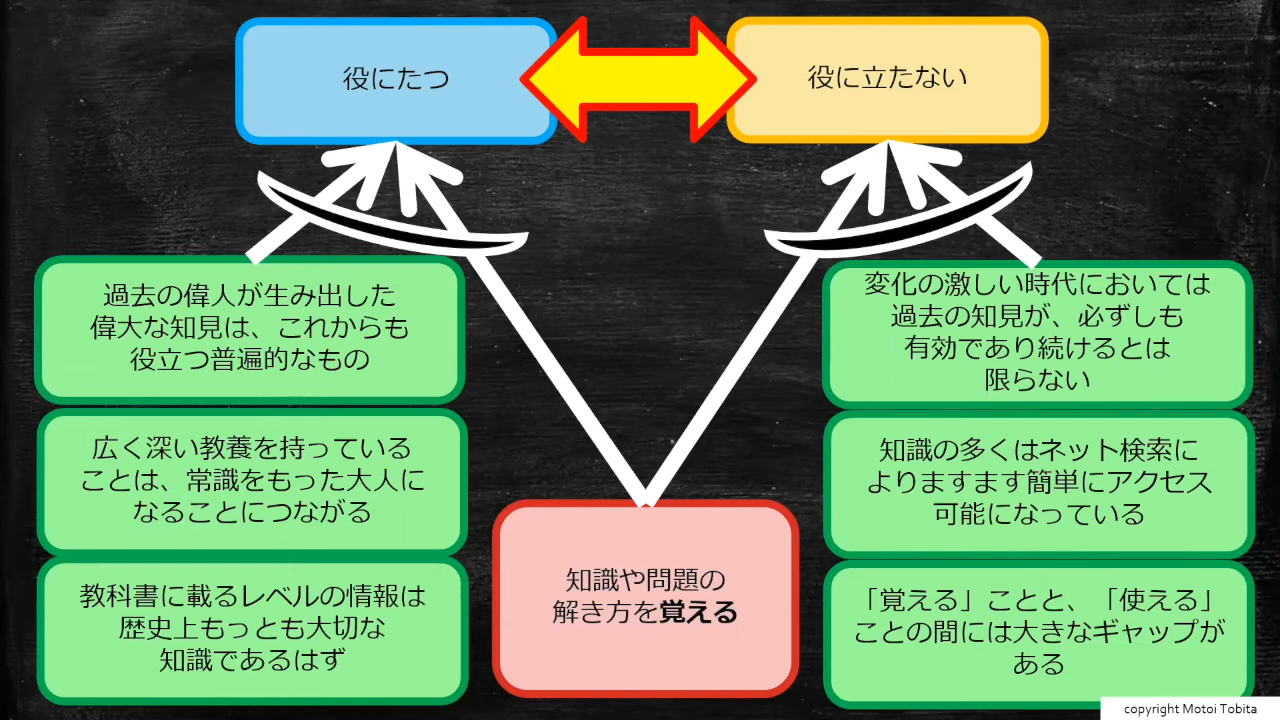 役にたつ
役に立たない
過去の偉人が生み出した
偉大な知見は、これからも
役立つ普遍的なもの
広く深い教養を持っている
ことは、常識をもった大人に
なることにつながる
教科書に載るレベルの情報は
歴史上もっとも大切な
知識であるはず
知識や問題の
解き方を覚える
変化の激しい時代においては
過去の知見が、必ずしも
有効であり続けるとは
限らない
知識の多くはネット検索に
よりますます簡単にアクセス
可能になっている
「覚える」ことと、「使える」
ことの間には大きなギャップが
ある
copyright Motoi Tobita